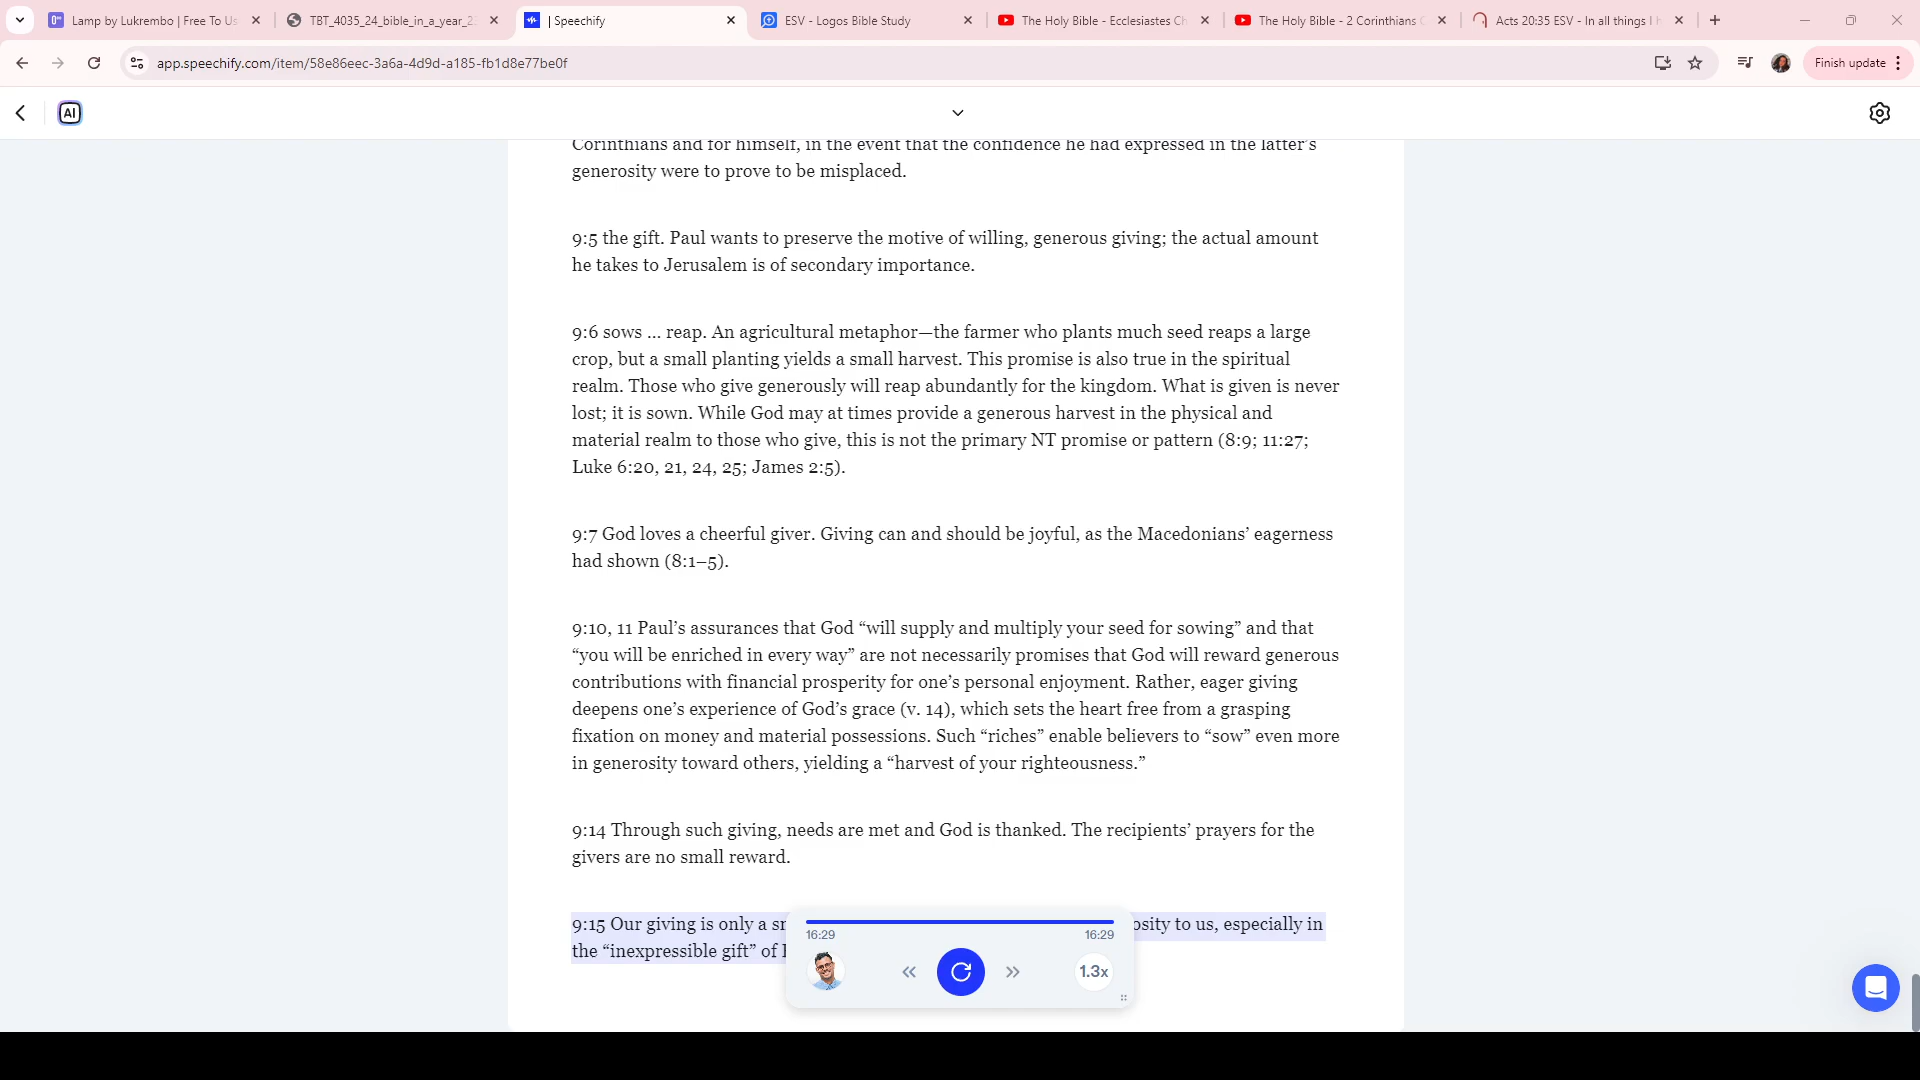 Lamp by Lukrembo | Free To Us
TBT_4035_24_bible_in_a_year_2
| Speechify
ESV - Logos Bible Study
The Holy Bible - Ecclesiastes Ch
The Holy Bible - 2 Corinthians C
Acts 20:35 ESV - In all things I h
app.speechify.com/item/58e86eec-3a6a-4d9d-a185-fb1d8e77be0f
Finish update
AI
Corinthians and for himself, in the event that the confidence he had expressed in the latter’s
generosity were to prove to be misplaced.
9:5 the gift. Paul wants to preserve the motive of willing, generous giving; the actual amount
he takes to Jerusalem is of secondary importance.
9:6 sows ... reap. An agricultural metaphor—the farmer who plants much seed reaps a large
crop, but a small planting yields a small harvest. This promise is also true in the spiritual
realm. Those who give generously will reap abundantly for the kingdom. What is given is never
lost; it is sown. While God may at times provide a generous harvest in the physical and
material realm to those who give, this is not the primary NT promise or pattern (8:9; 11:27;
Luke 6:20, 21, 24, 25; James 2:5).
9:7 God loves a cheerful giver. Giving can and should be joyful, as the Macedonians’ eagerness
had shown (8:1–5).
9:10, 11 Paul’s assurances that God “will supply and multiply your seed for sowing” and that
“you will be enriched in every way” are not necessarily promises that God will reward generous
contributions with financial prosperity for one’s personal enjoyment. Rather, eager giving
deepens one’s experience of God’s grace (v. 14), which sets the heart free from a grasping
fixation on money and material possessions. Such “riches” enable believers to “sow” even more
in generosity toward others, yielding a “harvest of your righteousness.”
9:14 Through such giving, needs are met and God is thanked. The recipients’ prayers for the
givers are no small reward.
9:15 Our giving is only a osity to us, especially in
the “inexpressible gift” of
16:29 16:29
1.3x